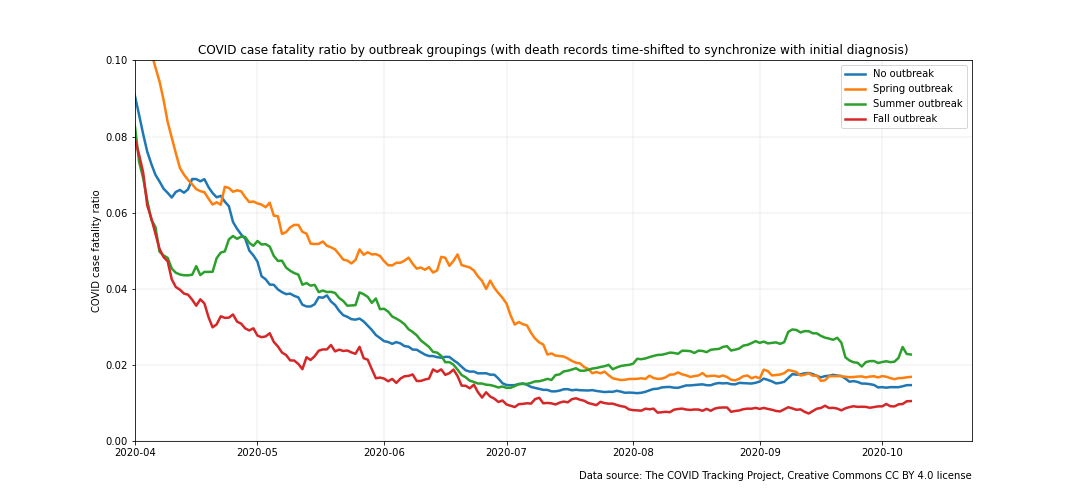 COVID case fatality ratio by outbreak groupings (with death records time-shifted to synchronize with initial diagnosis)
0.10
0.08
0.06
0.04
0.02
0.00
COVID case fatality ratio
No outbreak
Spring outbreak
Summer outbreak
Fall outbreak
2020-04 2020-05 2020-06 2020-07 2020-08 2020-09 2020-10
Data source: The COVID Tracking Project, Creative Commons CC BY 4.0 license